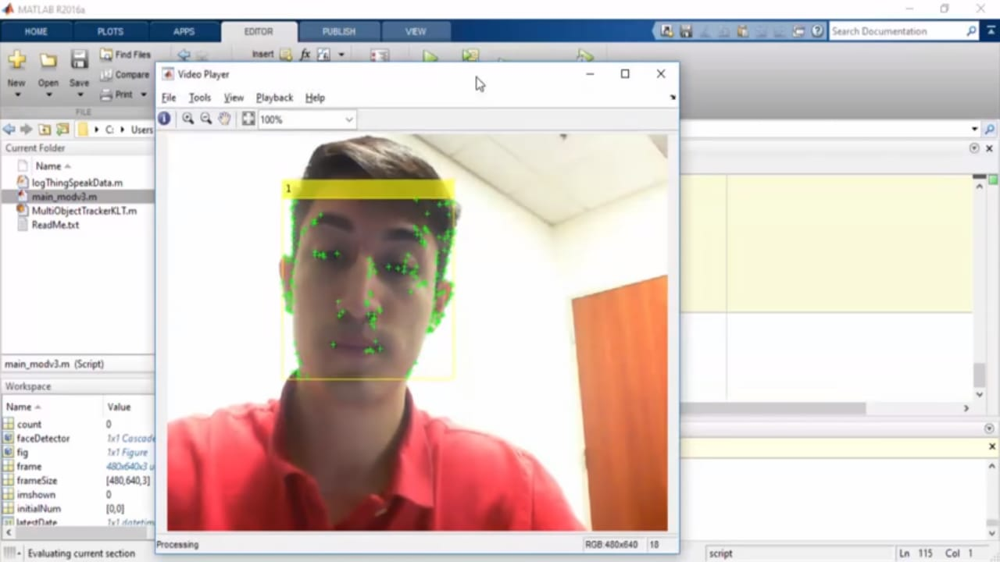 MATLAB R2016a
HOME PLOTS APPS EDITOR PUBLISH VIEW
Search Documentation
New Open Save
Find Files
Compare
Print
Insert fx
FILE
C: Users
Current Folder
Name
logThingSpeakData.m
main_modv3.m
MultiObjectTrackerKLT.m
ReadMe.txt
main_modv3.m (Script)
Workspace
Name Value
count 0
faceDetector 1x1 Cascade
fig 1x1 Figure
frame 480x640x3 u
frameSize [480,640,3]
imshown 0
initialNum [0,0]
latestDate 1x1 datetim
Evaluating current section
Video Player
File Tools View Playback Help
100%
1
Processing
RGB:480x640 18
script
Ln 115 Col 1